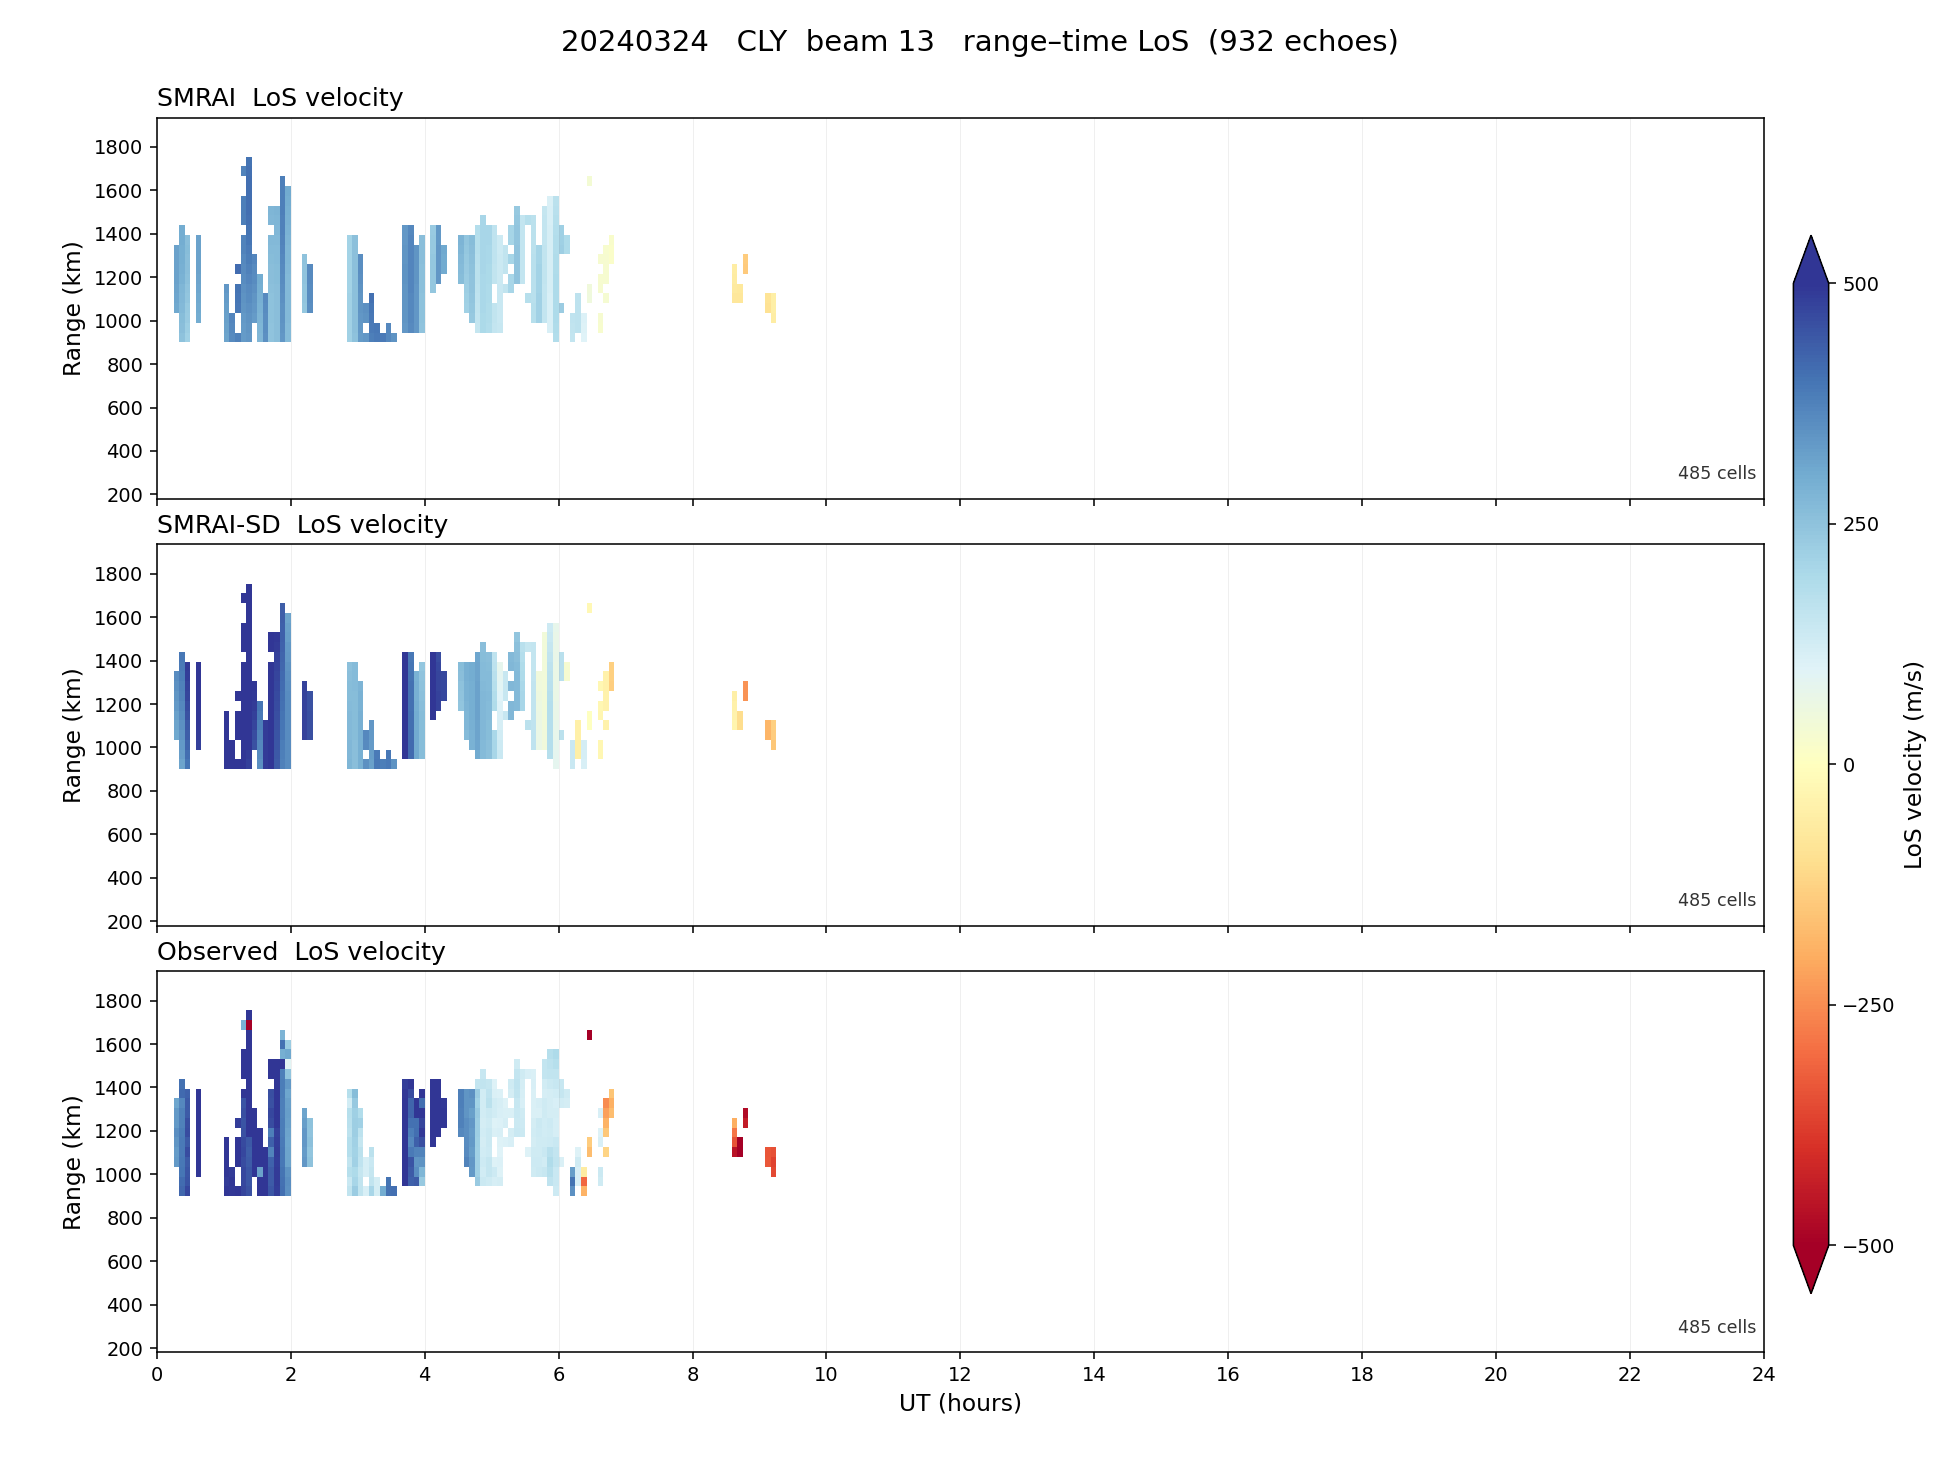 20240324   CLY  beam 13   range–time LoS  (932 echoes)
SMRAI  LoS velocity
Range (km)
1800
1600
1400
1200
1000
800
600
400
200
485 cells
SMRAI-SD  LoS velocity
Range (km)
1800
1600
1400
1200
1000
800
600
400
200
485 cells
Observed  LoS velocity
Range (km)
1800
1600
1400
1200
1000
800
600
400
200
485 cells
0 2 4 6 8 10 12 14 16 18 20 22 24
UT (hours)
500
250
0
−250
−500
LoS velocity (m/s)